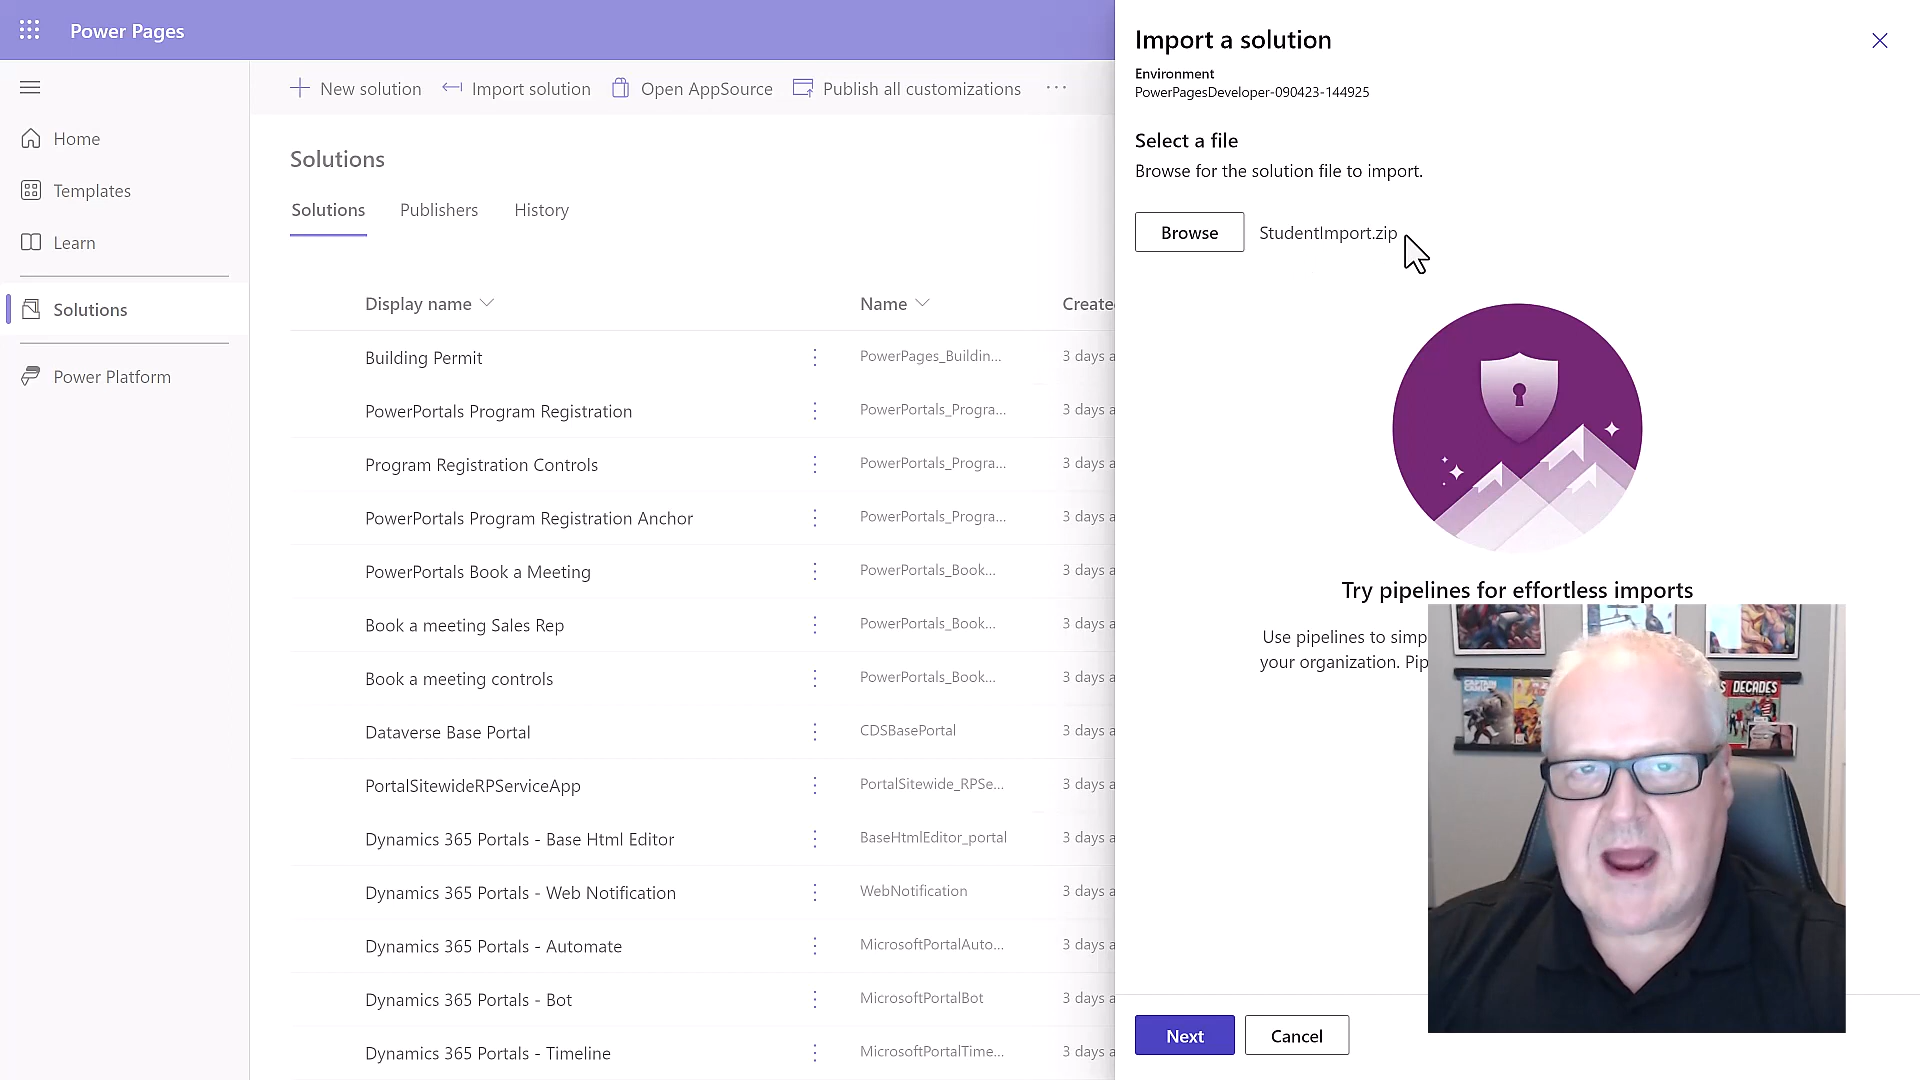 Power Pages
New solution
Import solution
Open AppSource
Publish all customizations
Home
Templates
Learn
Solutions
Power Platform
Solutions
Solutions
Publishers
History
Display name
Name
Create
Building Permit
PowerPages_Buildin...
3 days a
PowerPortals Program Registration
PowerPortals_Progra...
3 days a
Program Registration Controls
PowerPortals_Progra...
3 days a
PowerPortals Program Registration Anchor
PowerPortals_Progra...
3 days a
PowerPortals Book a Meeting
PowerPortals_Book...
3 days a
Book a meeting Sales Rep
PowerPortals_Book...
3 days a
Book a meeting controls
PowerPortals_Book...
3 days a
Dataverse Base Portal
CDSBasePortal
3 days a
PortalSitewideRPServiceApp
PortalSitewide_RPSe...
3 days a
Dynamics 365 Portals - Base Html Editor
BaseHtmlEditor_portal
3 days a
Dynamics 365 Portals - Web Notification
WebNotification
3 days a
Dynamics 365 Portals - Automate
MicrosoftPortalAuto...
3 days a
Dynamics 365 Portals - Bot
MicrosoftPortalBot
3 days a
Dynamics 365 Portals - Timeline
MicrosoftPortalTime...
3 days a
Import a solution
Environment
PowerPagesDeveloper-090423-144925
Select a file
Browse for the solution file to import.
Browse
StudentImport.zip
Try pipelines for effortless imports
Use pipelines to simp
your organization. Pip
CAPTAIN
DECADES
Next
Cancel